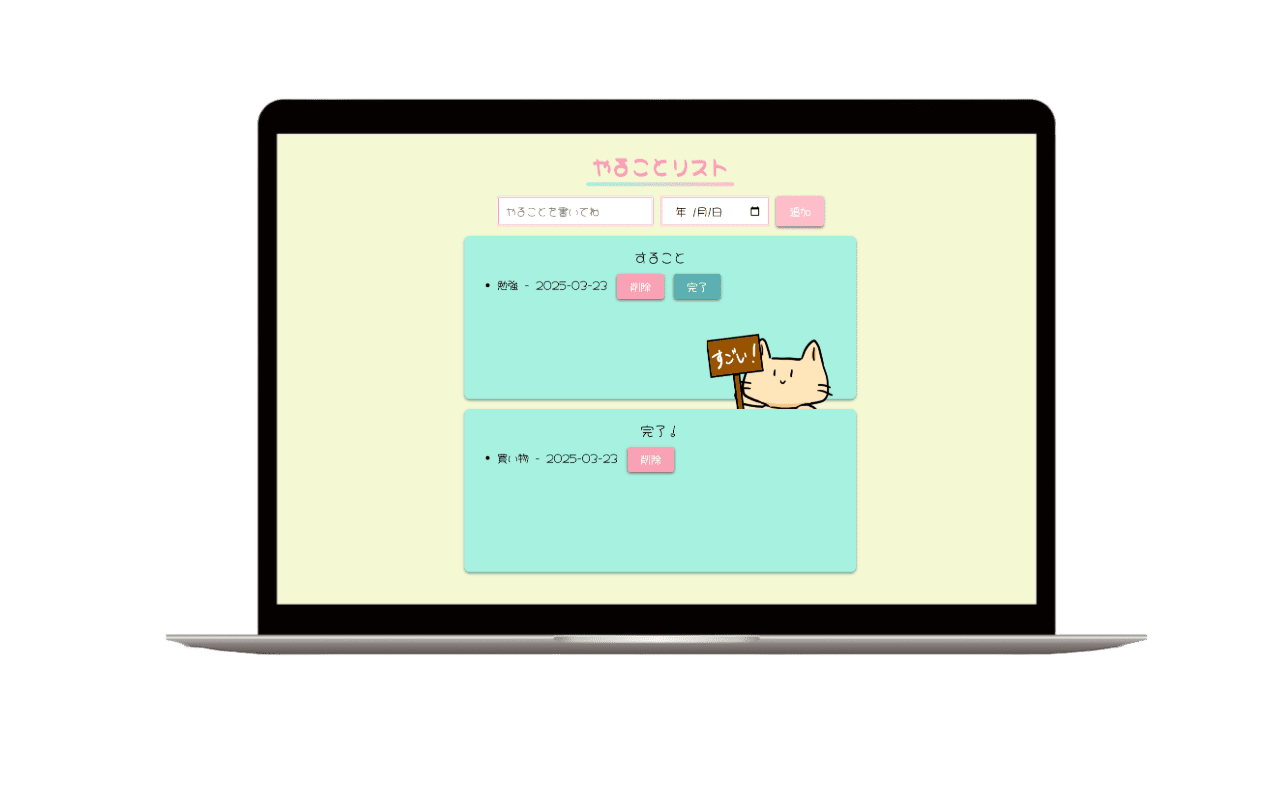 やることリスト
やることを書いてね 年 /月/日 追加
すること
• 勉強 - 2025-03-23 削除 完了
すごい!
完了!
• 買い物 - 2025-03-23 削除